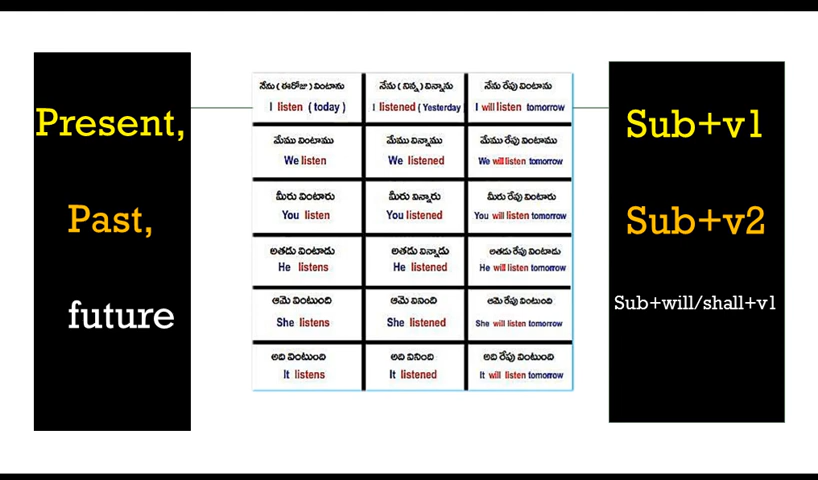 Present,
Past,
future
నేను ( ఈరోజు ) వింటాను
I listen ( today )
నేను ( నిన్న ) విన్నాను
I listened ( Yesterday
నేను రేపు వింటాను
I will listen tomorrow
మేము వింటాము
We listen
మేము విన్నాము
We listened
మేము రేపు వింటాము
We will listen tomorrow
మీరు వింటారు
You listen
మీరు విన్నారు
You listened
మీరు రేపు వింటారు
You will listen tomorrow
అతడు వింటాడు
He listens
అతడు విన్నాడు
He listened
అతడు రేపు వింటాడు
He will listen tomorrow
ఆమె వింటుంది
She listens
ఆమె వినింది
She listened
ఆమె రేపు వింటుంది
She will listen tomorrow
అది వింటుంది
It listens
అది వినింది
It listened
అది రేపు వింటుంది
It will listen tomorrow
Sub+v1
Sub+v2
Sub+will/shall+v1